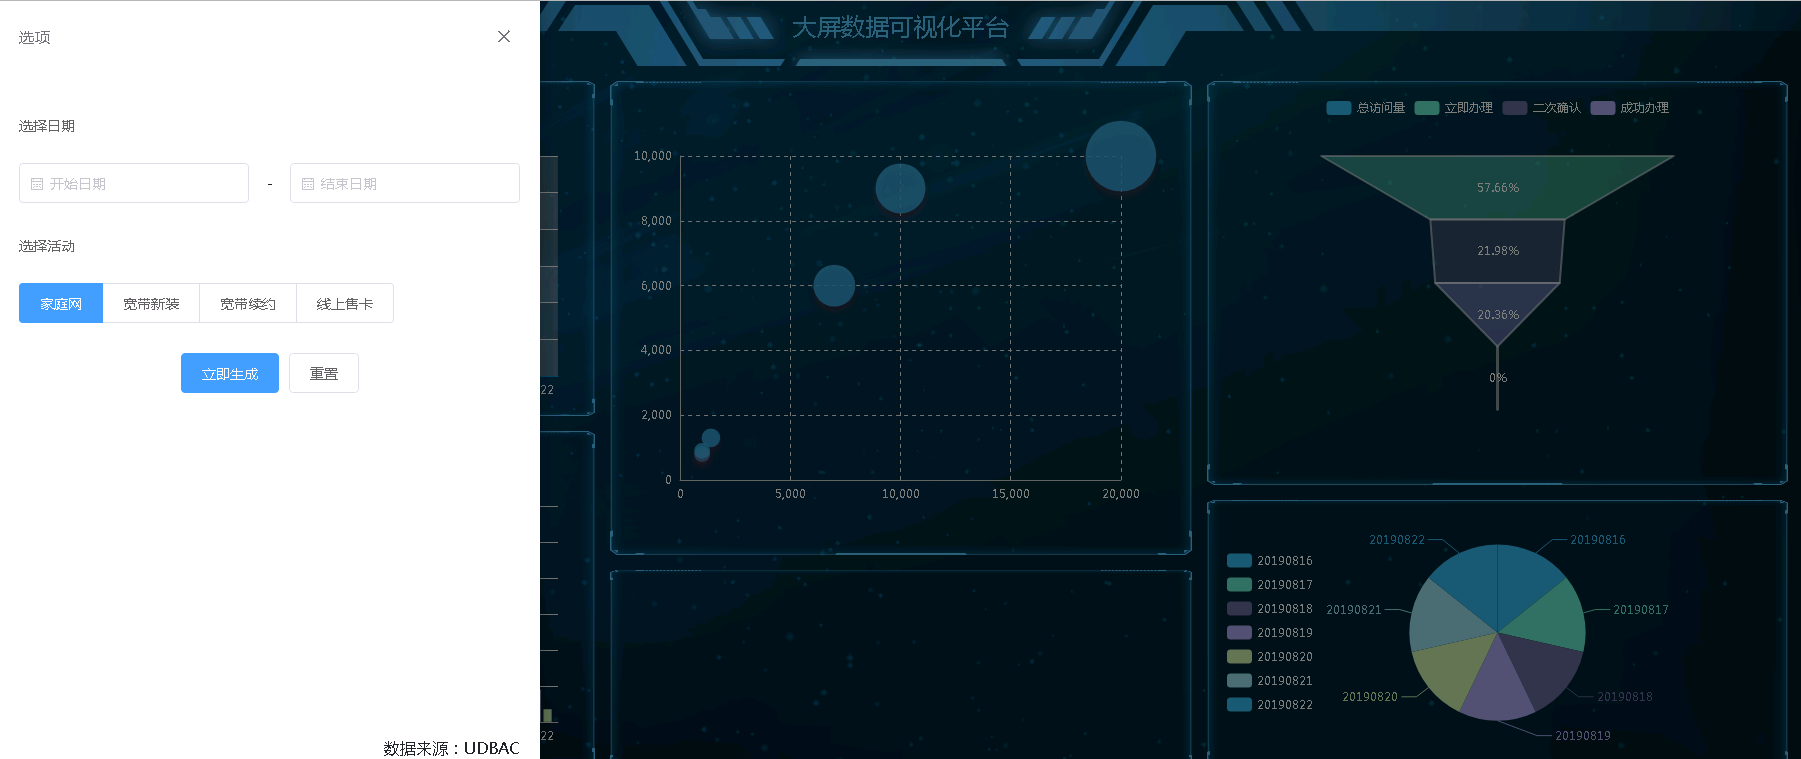 选项
选择日期
开始日期 - 结束日期
选择活动
家庭网 宽带新装 宽带续约 线上售卡
立即生成 重置
数据来源：UDBAC
大屏数据可视化平台
22
22
10,000
8,000
6,000
4,000
2,000
0
0 5,000 10,000 15,000 20,000
总访问量 立即办理 二次确认 成功办理
57.66%
21.98%
20.36%
0%
20190816
20190817
20190818
20190819
20190820
20190821
20190822
20190822 20190816
20190821 20190817
20190820 20190818
20190819